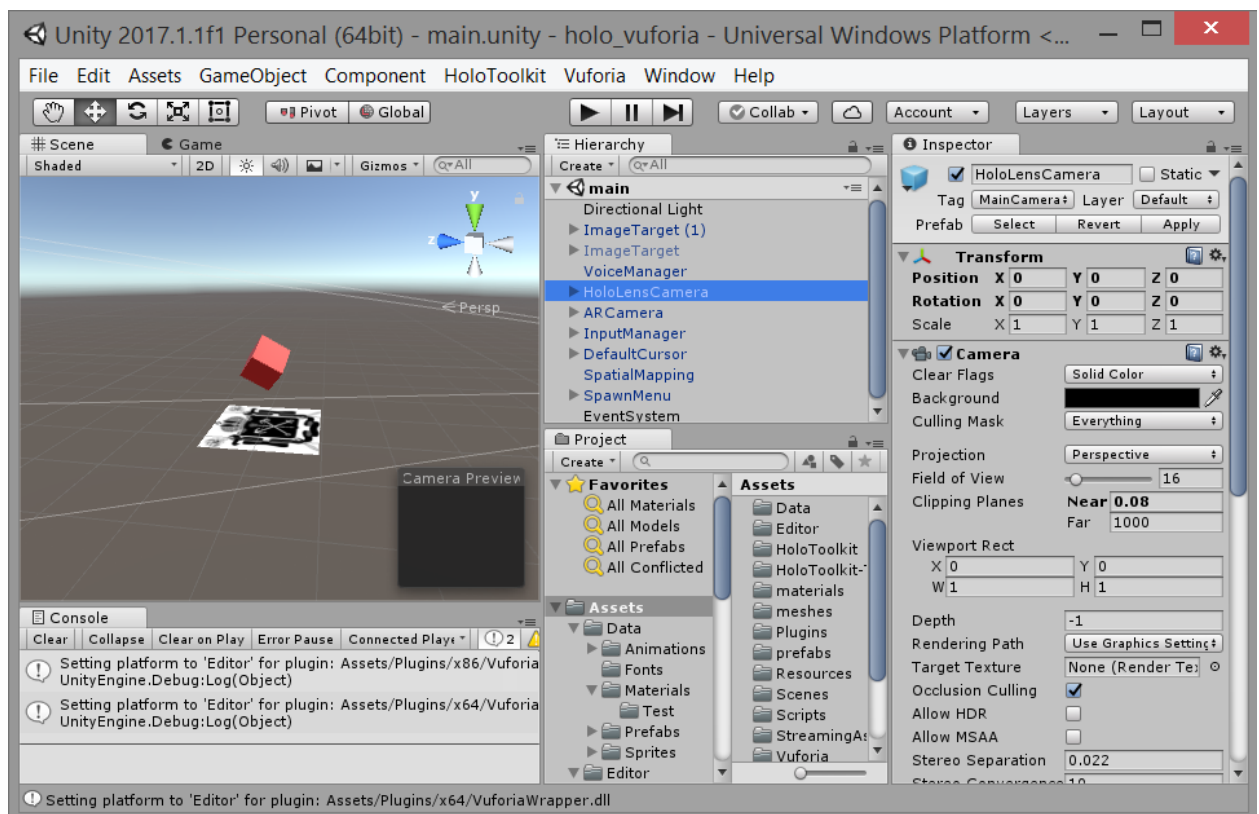 Unity 2017.1.1f1 Personal (64bit) - main.unity - holo_vuforia - Universal Windows Platform <...
File Edit Assets GameObject Component HoloToolkit Vuforia Window Help
Pivot Global Collab Account Layers Layout
Scene Game
Shaded 2D Gizmos All
y
z
Persp
Camera Preview
Hierarchy
Create All
main
Directional Light
ImageTarget (1)
ImageTarget
VoiceManager
HoloLensCamera
ARCamera
InputManager
DefaultCursor
SpatialMapping
SpawnMenu
EventSystem
Project
Create
Favorites
All Materials
All Models
All Prefabs
All Conflicted
Assets
Data
Animations
Fonts
Materials
Test
Prefabs
Sprites
Editor
Assets
Data
Editor
HoloToolkit
HoloToolkit-
materials
meshes
Plugins
prefabs
Resources
Scenes
Scripts
StreamingAs
Vuforia
Inspector
HoloLensCamera Static
Tag MainCamera Layer Default
Prefab Select Revert Apply
Transform
Position X 0 Y 0 Z 0
Rotation X 0 Y 0 Z 0
Scale X 1 Y 1 Z 1
Camera
Clear Flags Solid Color
Background
Culling Mask Everything
Projection Perspective
Field of View 16
Clipping Planes Near 0.08
Far 1000
Viewport Rect
X 0 Y 0
W 1 H 1
Depth -1
Rendering Path Use Graphics Setting
Target Texture None (Render Te
Occlusion Culling
Allow HDR
Allow MSAA
Stereo Separation 0.022
Stereo Convergence 10
Console
Clear Collapse Clear on Play Error Pause Connected Playe 2
Setting platform to 'Editor' for plugin: Assets/Plugins/x86/Vuforia
UnityEngine.Debug:Log(Object)
Setting platform to 'Editor' for plugin: Assets/Plugins/x64/Vuforia
UnityEngine.Debug:Log(Object)
Setting platform to 'Editor' for plugin: Assets/Plugins/x64/VuforiaWrapper.dll